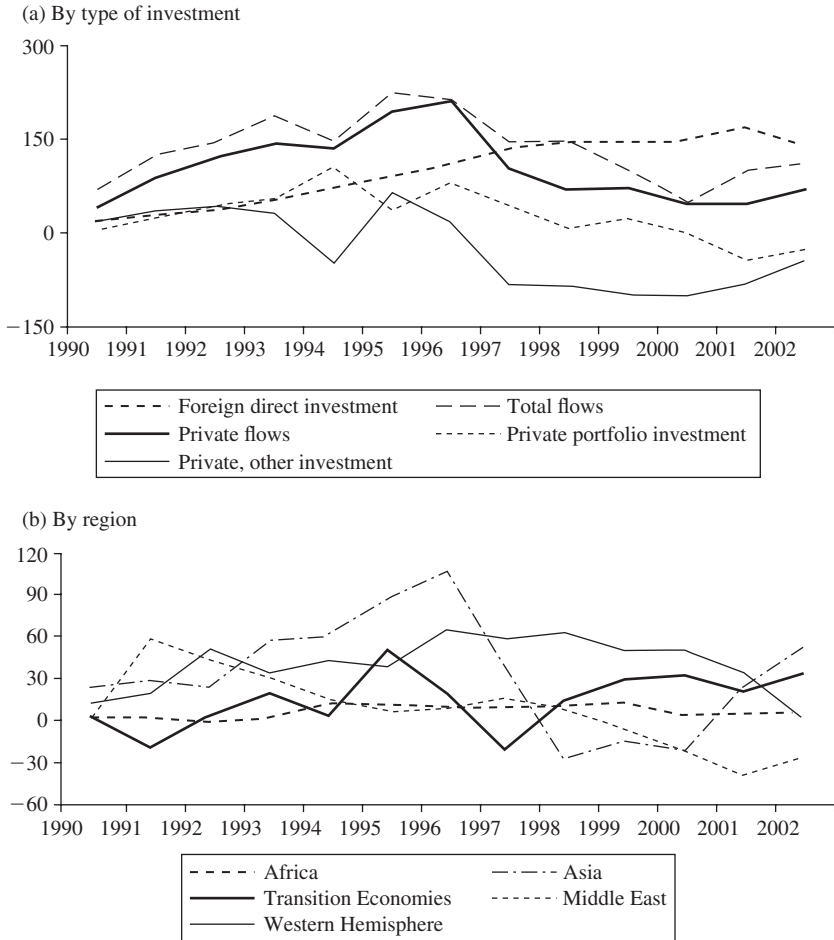 (a) By type of investment
300
150
0
−150
1990 1991 1992 1993 1994 1995 1996 1997 1998 1999 2000 2001 2002
Foreign direct investment Total flows
Private flows Private portfolio investment
Private, other investment
(b) By region
120
90
60
30
0
−30
−60
1990 1991 1992 1993 1994 1995 1996 1997 1998 1999 2000 2001 2002
Africa Asia
Transition Economies Middle East
Western Hemisphere